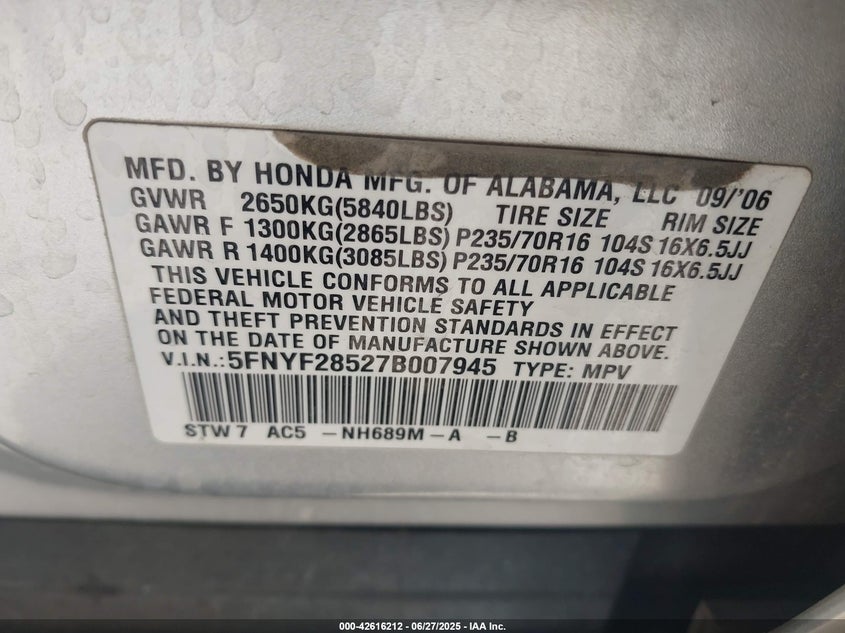 MFD. BY HONDA MFG. OF ALABAMA, LLC 09/'06
GVWR 2650KG(5840LBS) TIRE SIZE RIM SIZE
GAWR F 1300KG(2865LBS) P235/70R16 104S 16X6.5JJ
GAWR R 1400KG(3085LBS) P235/70R16 104S 16X6.5JJ
THIS VEHICLE CONFORMS TO ALL APPLICABLE
FEDERAL MOTOR VEHICLE SAFETY
AND THEFT PREVENTION STANDARDS IN EFFECT
ON THE DATE OF MANUFACTURE SHOWN ABOVE.
V.I.N.:5FNYF28527B007945 TYPE: MPV
STW7 AC5 -NH689M-A -B
000-42616212 - 06/27/2025 - IAA Inc.